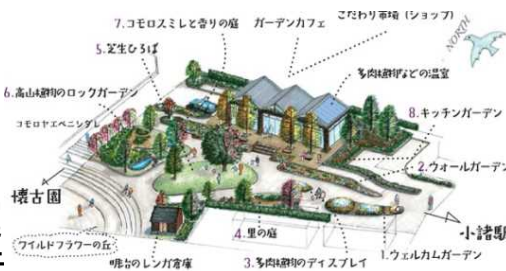 こだわり市場（ショップ）
7.コモロスミレと香りの庭
ガーデンカフェ
NORTH
5.芝生ひろば
多肉植物などの温室
6.高山植物のロックガーデン
8.キッチンガーデン
コモロヤエベニシダレ
2.ウォールガーデン
懐古園
小諸駅
4.里の庭
ワイルドフラワーの丘
1.ウェルカムガーデン
明治のレンガ倉庫
3.多肉植物のディスプレイ